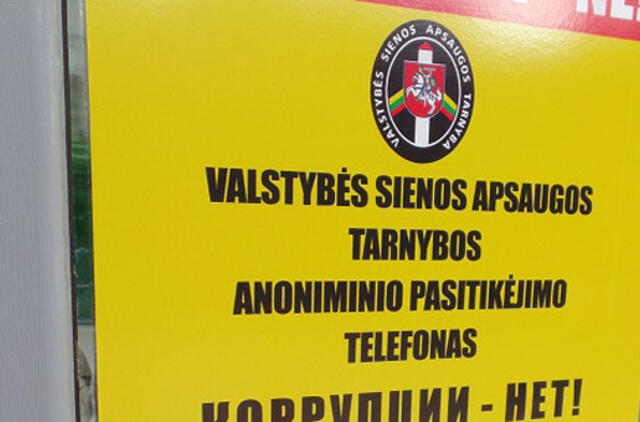 VALSTYBĖS SIENOS APSAUGOS TARNYBA
VALSTYBĖS SIENOS APSAUGOS
TARNYBOS
ANONIMINIO PASITIKĖJIMO
TELEFONAS
КОРРУПЦИИ - НЕТ!